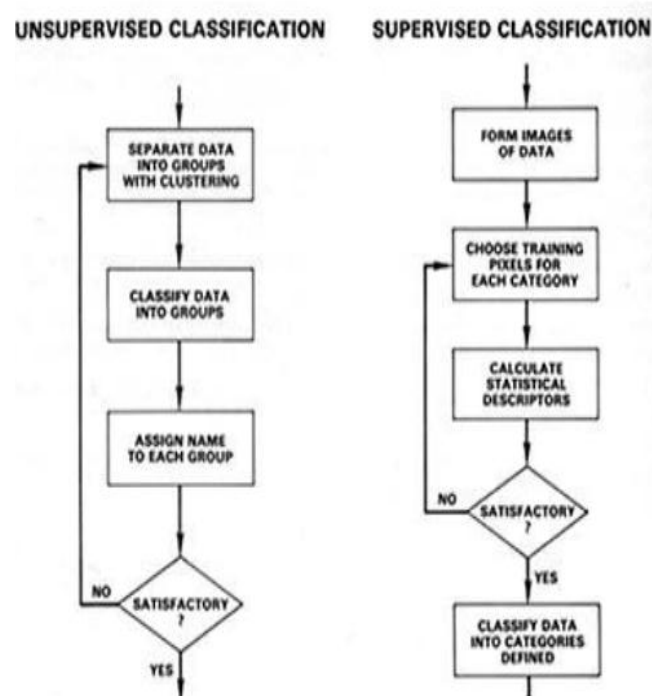 UNSUPERVISED CLASSIFICATION
SEPARATE DATA
INTO GROUPS
WITH CLUSTERING
CLASSIFY DATA
INTO GROUPS
ASSIGN NAME
TO EACH GROUP
NO
SATISFACTORY
?
YES
SUPERVISED CLASSIFICATION
FORM IMAGES
OF DATA
CHOOSE TRAINING
PIXELS FOR
EACH CATEGORY
CALCULATE
STATISTICAL
DESCRIPTORS
NO
SATISFACTORY
?
YES
CLASSIFY DATA
INTO CATEGORIES
DEFINED